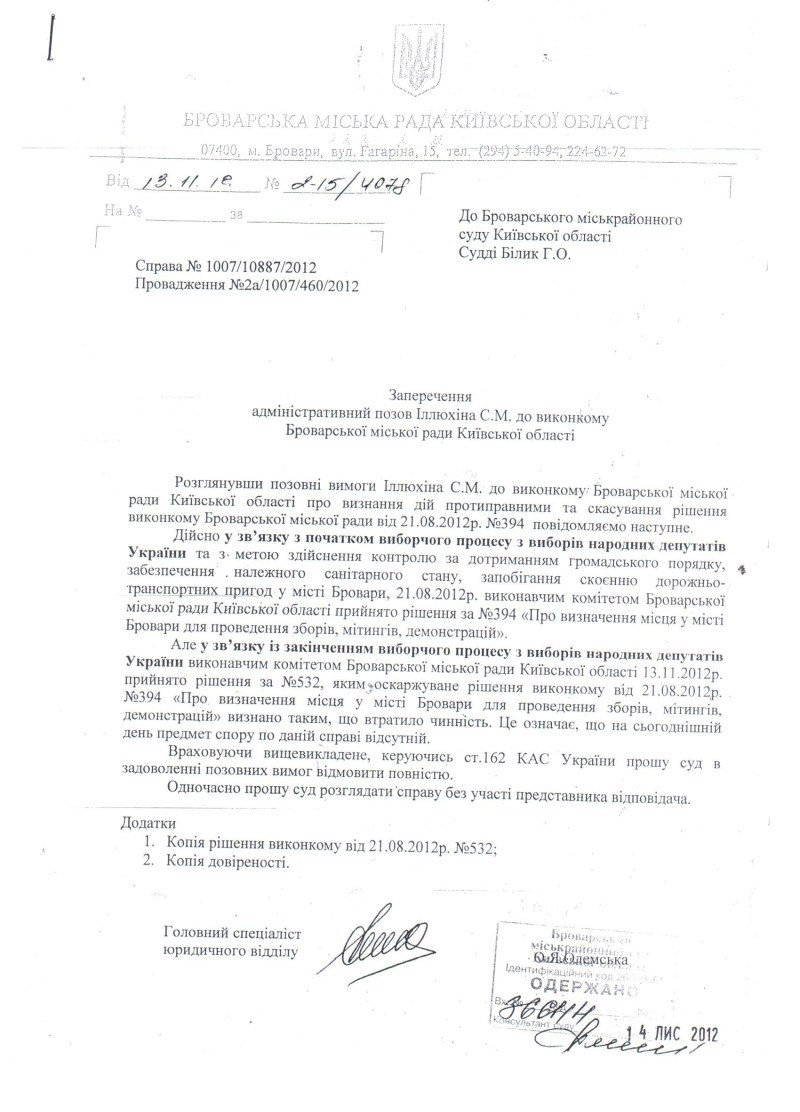 БРОВАРСЬКА МІСЬКА РАДА КИЇВСЬКОЇ ОБЛАСТІ
07400, м. Бровари, вул. Гагаріна, 15, тел. (294) 5-40-94, 224-62-72
Від 13.11.12 № 2-15/4078
На № за
До Броварського міськрайонного
суду Київської області
Судді Білик Г.О.
Справа № 1007/10887/2012
Провадження №2а/1007/460/2012
Заперечення
адміністративний позов Іллюхіна С.М. до виконкому
Броварської міської ради Київської області
Розглянувши позовні вимоги Іллюхіна С.М. до виконкому Броварської міської
ради Київської області про визнання дій протиправними та скасування рішення
виконкому Броварської міської ради від 21.08.2012р. №394 повідомляємо наступне.
Дійсно у зв’язку з початком виборчого процесу з виборів народних депутатів
України та з метою здійснення контролю за дотриманням громадського порядку,
забезпечення належного санітарного стану, запобігання скоєнню дорожньо-
транспортних пригод у місті Бровари, 21.08.2012р. виконавчим комітетом Броварської
міської ради Київської області прийнято рішення за №394 «Про визначення місця у місті
Бровари для проведення зборів, мітингів, демонстрацій».
Але у зв’язку із закінченням виборчого процесу з виборів народних депутатів
України виконавчим комітетом Броварської міської ради Київської області 13.11.2012р.
прийнято рішення за №532, яким оскаржуване рішення виконкому від 21.08.2012р.
№394 «Про визначення місця у місті Бровари для проведення зборів, мітингів,
демонстрацій» визнано таким, що втратило чинність. Це означає, що на сьогоднішній
день предмет спору по даній справі відсутній.
Враховуючи вищевикладене, керуючись ст.162 КАС України прошу суд в
задоволенні позовних вимог відмовити повністю.
Одночасно прошу суд розглядати справу без участі представника відповідача.
Додатки
1. Копія рішення виконкому від 21.08.2012р. №532;
2. Копія довіреності.
Головний спеціаліст
юридичного відділу
Броварський
міськрайонний
О.Я.Олемська
Ідентифікаційний код
ОДЕРЖАНО
Вх. №
Консультант суду
14 ЛИС 2012